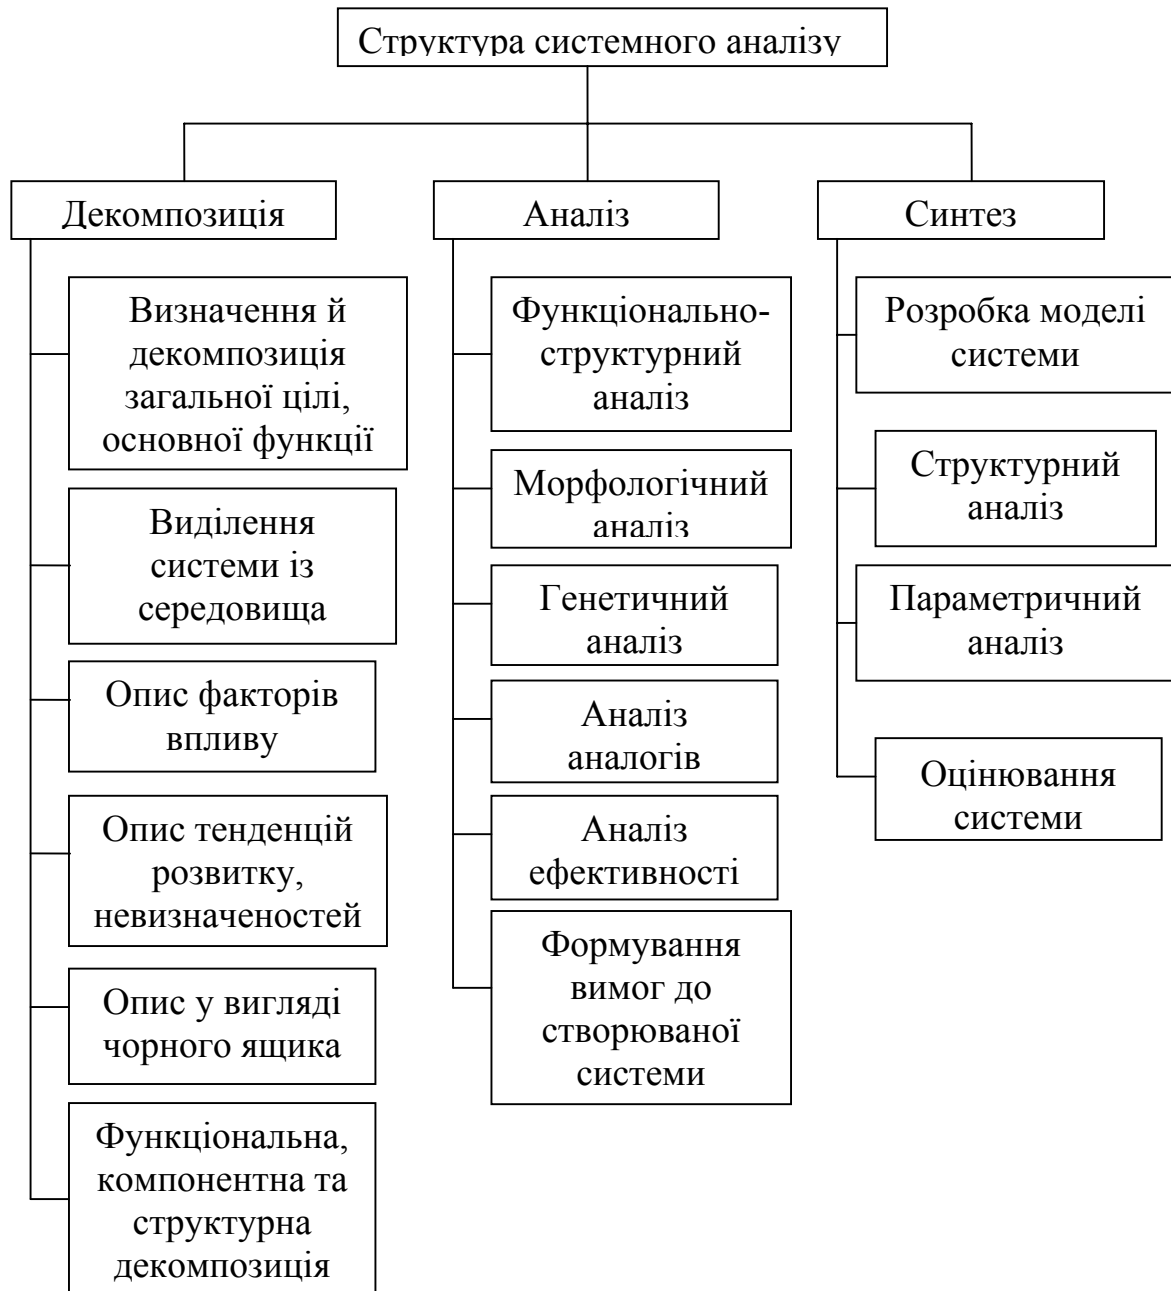 Структура системного аналізу
Декомпозиція
Визначення й
декомпозиція
загальної цілі,
основної функції
Виділення
системи із
середовища
Опис факторів
впливу
Опис тенденцій
розвитку,
невизначеностей
Опис у вигляді
чорного ящика
Функціональна,
компонентна та
структурна
декомпозиція
Аналіз
Функціонально-
структурний
аналіз
Морфологічний
аналіз
Генетичний
аналіз
Аналіз
аналогів
Аналіз
ефективності
Формування
вимог до
створюваної
системи
Синтез
Розробка моделі
системи
Структурний
аналіз
Параметричний
аналіз
Оцінювання
системи